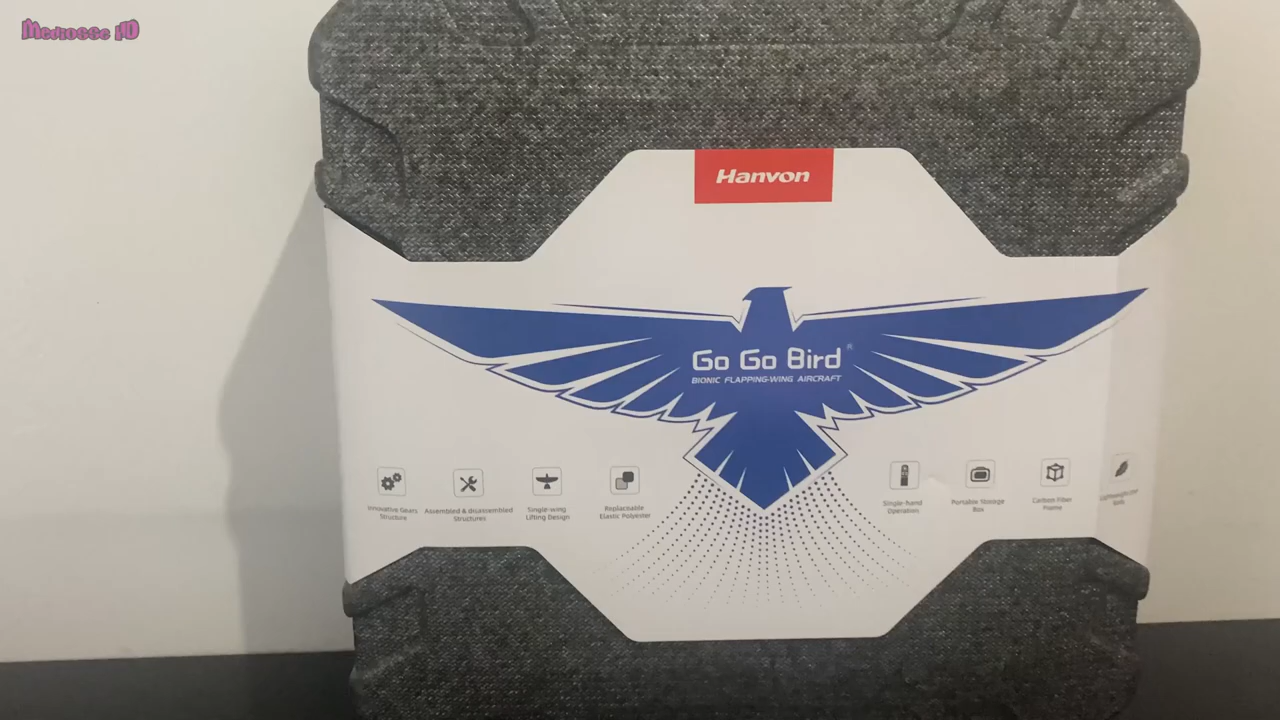 Hanvon
Go Go Bird®
BIONIC FLAPPING-WING AIRCRAFT
Innovative Gears
Structure
Assembled & disassembled
Structures
Single-wing
Lifting Design
Replaceable
Elastic Polyester
Single-hand
Operation
Portable Storage
Box
Carbon Fiber
Frame